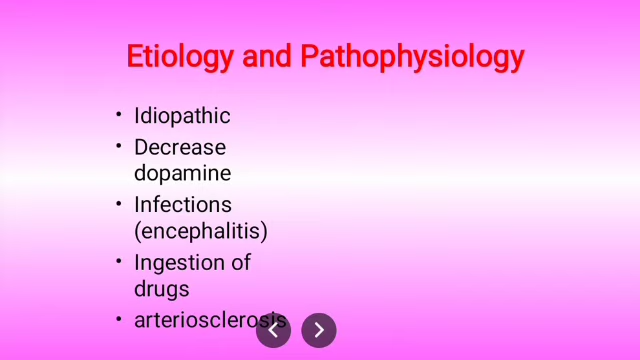 Etiology and Pathophysiology
• Idiopathic
• Decrease
dopamine
• Infections
(encephalitis)
• Ingestion of
drugs
• arteriosclerosis